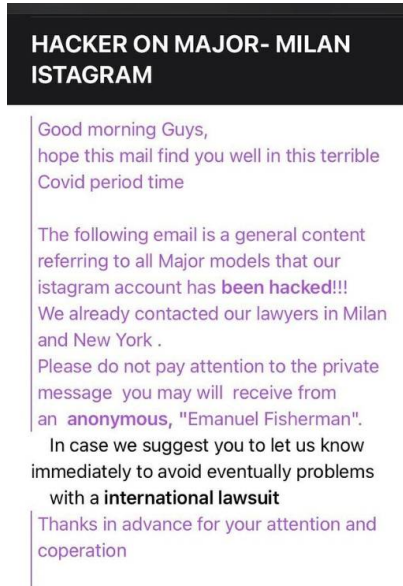 HACKER ON MAJOR- MILAN
ISTAGRAM
Good morning Guys,
hope this mail find you well in this terrible
Covid period time
The following email is a general content
referring to all Major models that our
istagram account has been hacked!!!
We already contacted our lawyers in Milan
and New York .
Please do not pay attention to the private
message you may will receive from
an anonymous, "Emanuel Fisherman".
In case we suggest you to let us know
immediately to avoid eventually problems
with a international lawsuit
Thanks in advance for your attention and
coperation